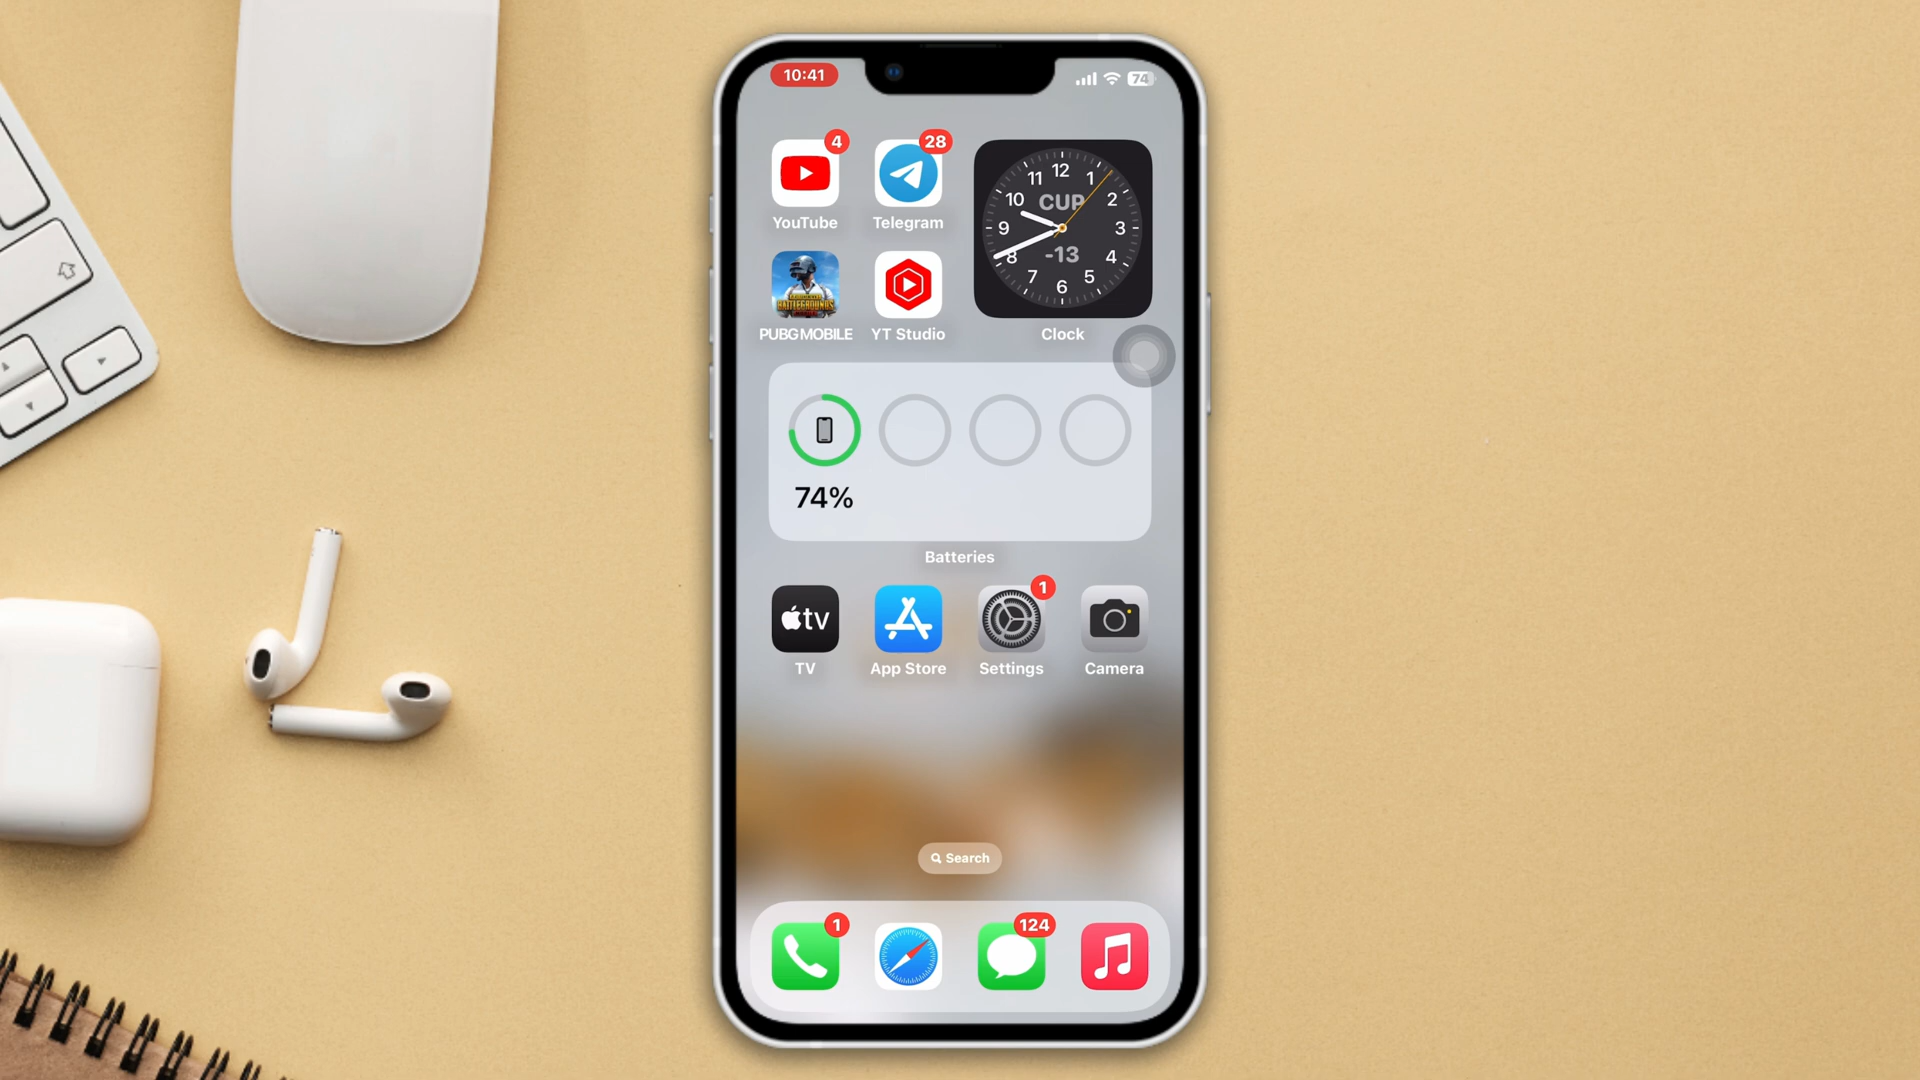 10:41
74
4
28
YouTube
Telegram
12
11
1
10
CUP
2
9
3
8
-13
4
7
5
6
BATTLEGROUNDS
PUBG MOBILE
YT Studio
Clock
74%
Batteries
1
tv
TV
App Store
Settings
Camera
Search
1
124